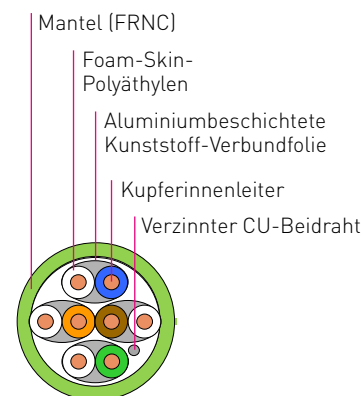 Mantel (FRNC)
Foam-Skin-
Polyäthylen
Aluminiumbeschichtete
Kunststoff-Verbundfolie
Kupferinnenleiter
Verzinnter CU-Beidraht